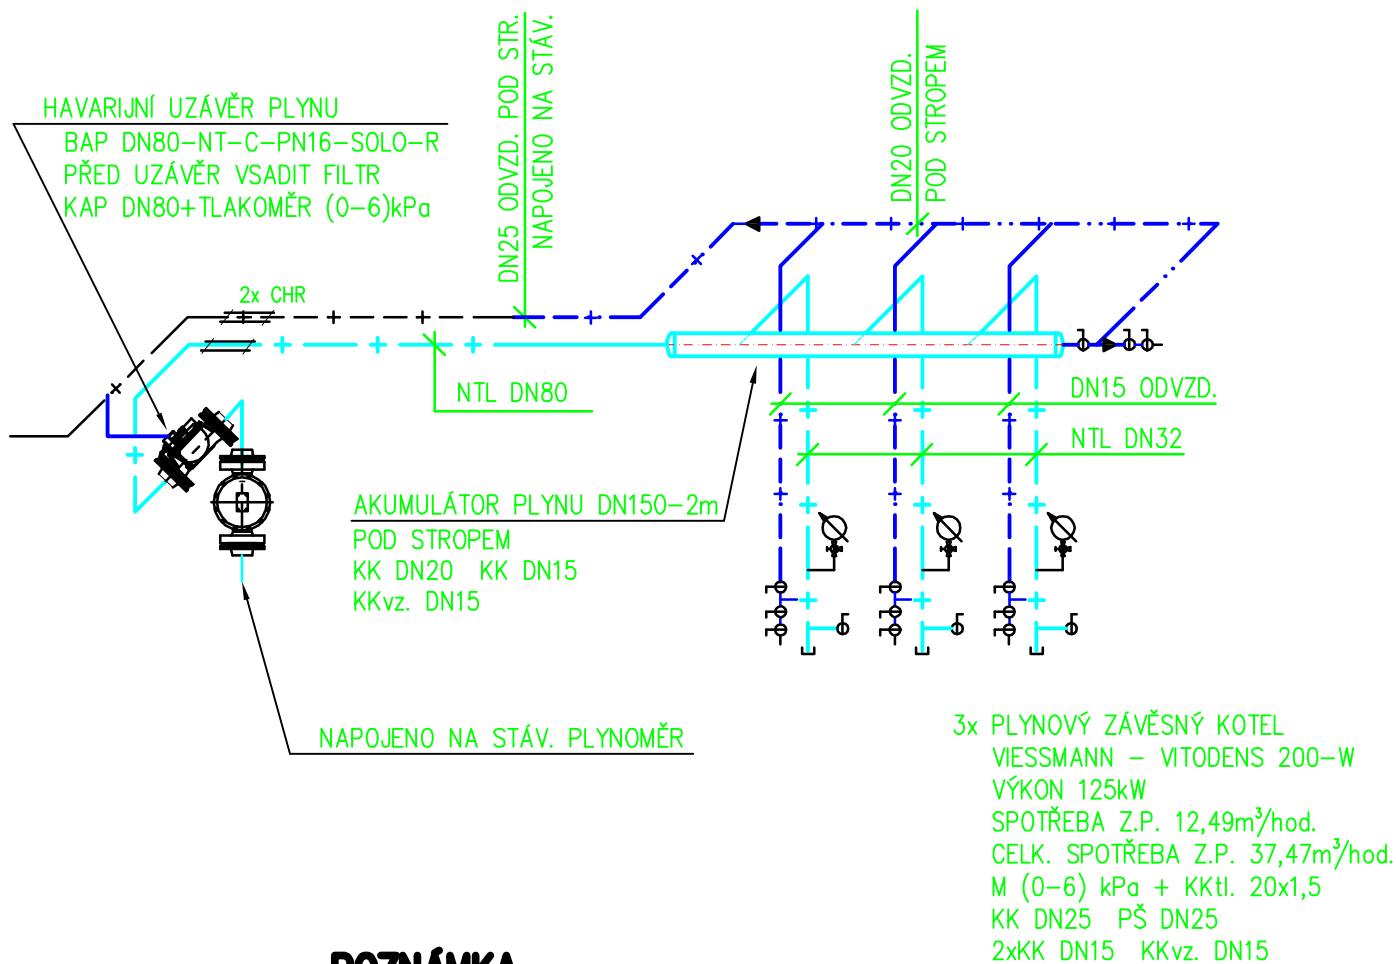 HAVARIJNÍ UZÁVĚR PLYNU
BAP DN80-NT-C-PN16-SOLO-R
PŘED UZÁVĚR VSADIT FILTR
KAP DN80+TLAKOMĚR (0-6)kPa
DN25 ODVZD. POD STR.
NAPOJENO NA STÁV.
DN20 ODVZD.
POD STROPEM
2x CHR
NTL DN80
DN15 ODVZD.
NTL DN32
AKUMULÁTOR PLYNU DN150-2m
POD STROPEM
KK DN20 KK DN15
KKvz. DN15
NAPOJENO NA STÁV. PLYNOMĚR
3x PLYNOVÝ ZÁVĚSNÝ KOTEL
VIESSMANN - VITODENS 200-W
VÝKON 125kW
SPOTŘEBA Z.P. 12,49m³/hod.
CELK. SPOTŘEBA Z.P. 37,47m³/hod.
M (0-6) kPa + KKtl. 20x1,5
KK DN25 PŠ DN25
2xKK DN15 KKvz. DN15
POZNÁMKA